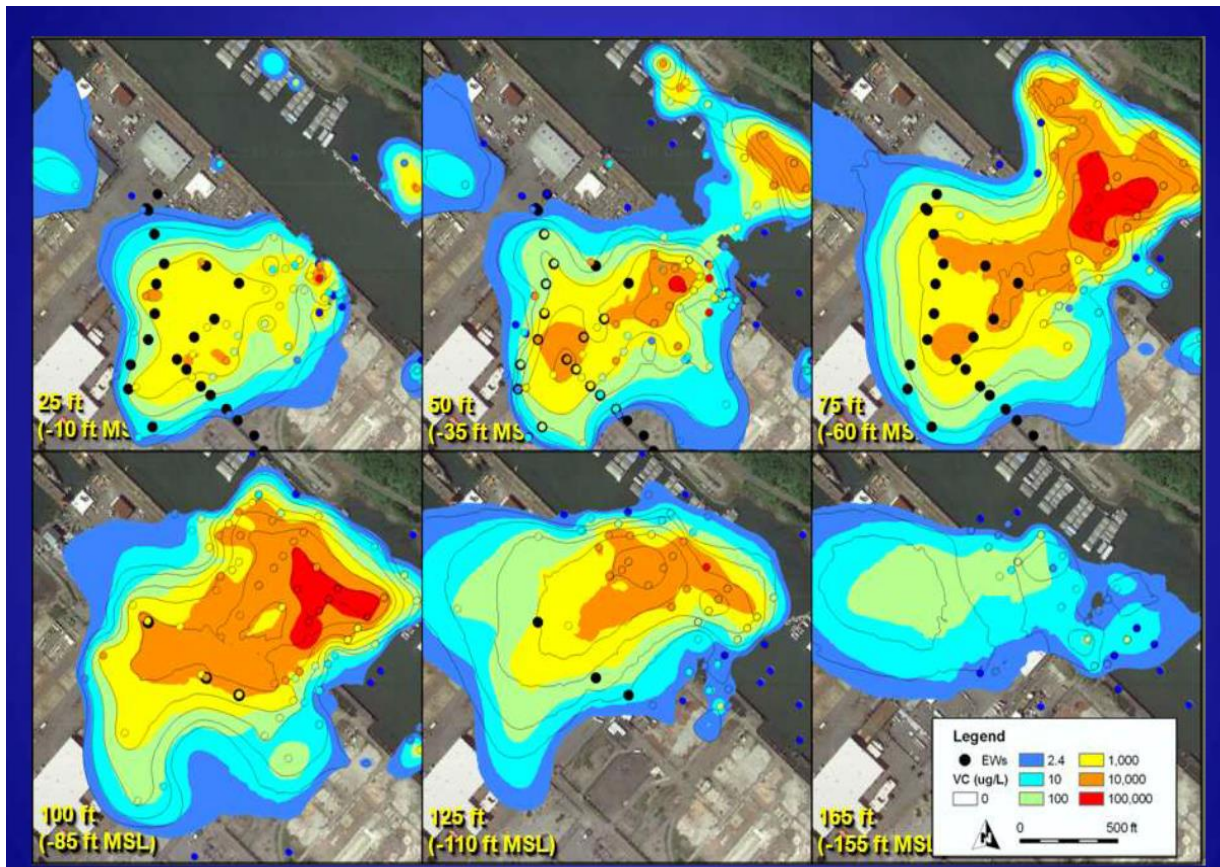 25 ft
(-10 ft MSL
50 ft
(-35 ft MSL
75 ft
(-60 ft MSL
100 ft
(-85 ft MSL)
125 ft
(-110 ft MSL)
165 ft
(-155 ft MSL)
Legend
EWs
VC (ug/L)
0
2.4
10
100
1,000
10,000
100,000
0 500 ft